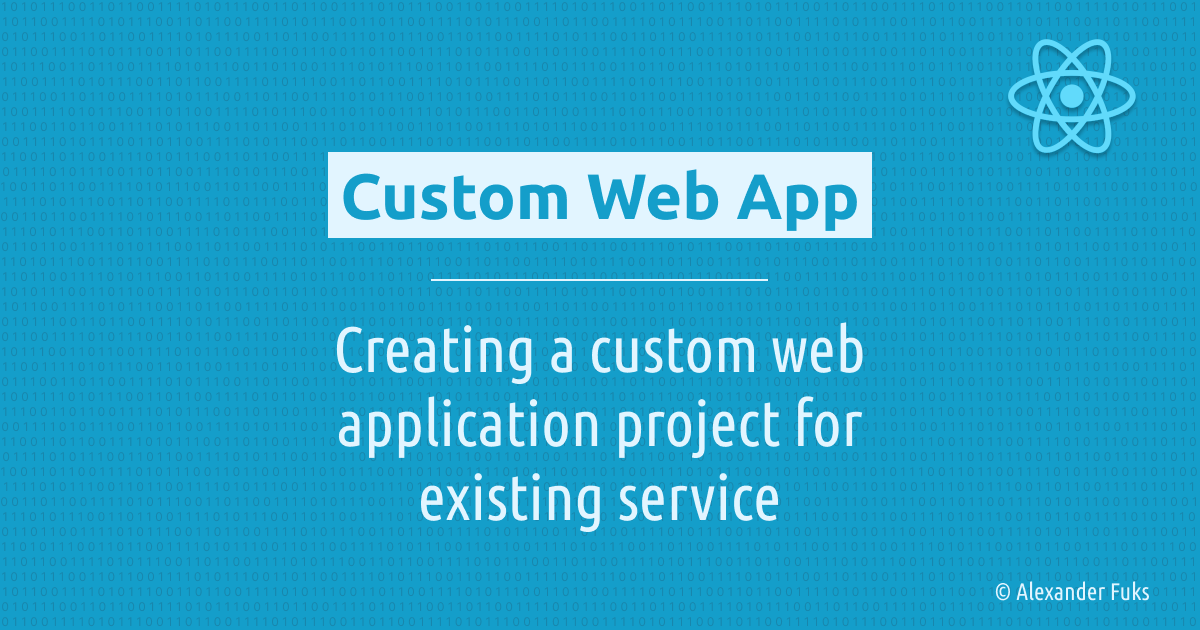 Custom Web App
Creating a custom web
application project for
existing service
© Alexander Fuks